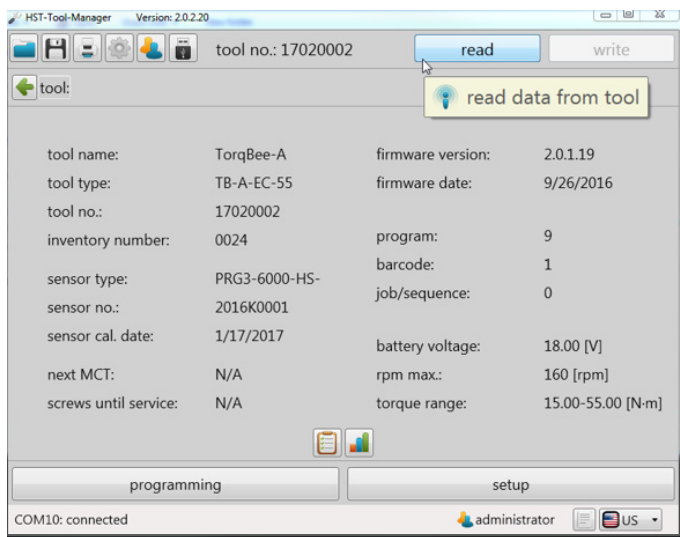 HST-Tool-Manager Version: 2.0.2.20
tool no.: 17020002 read write
tool:
read data from tool
tool name: TorqBee-A firmware version: 2.0.1.19
tool type: TB-A-EC-55 firmware date: 9/26/2016
tool no.: 17020002
inventory number: 0024 program: 9
barcode: 1
sensor type: PRG3-6000-HS- job/sequence: 0
sensor no.: 2016K0001
sensor cal. date: 1/17/2017 battery voltage: 18.00 [V]
next MCT: N/A rpm max.: 160 [rpm]
screws until service: N/A torque range: 15.00-55.00 [N·m]
programming setup
COM10: connected administrator US